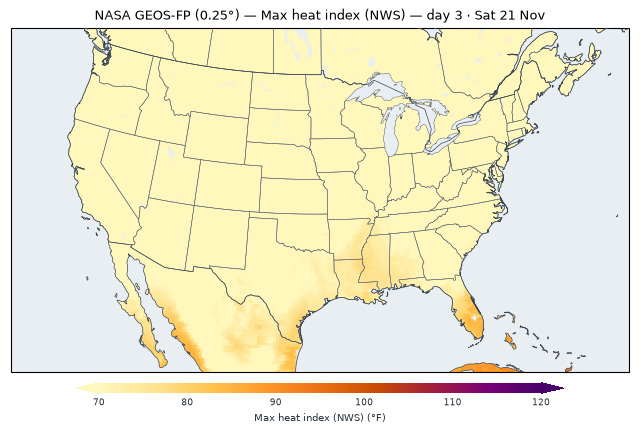 NASA GEOS-FP (0.25°) — Max heat index (NWS) — day 3 · Sat 21 Nov
70 80 90 100 110 120
Max heat index (NWS) (°F)